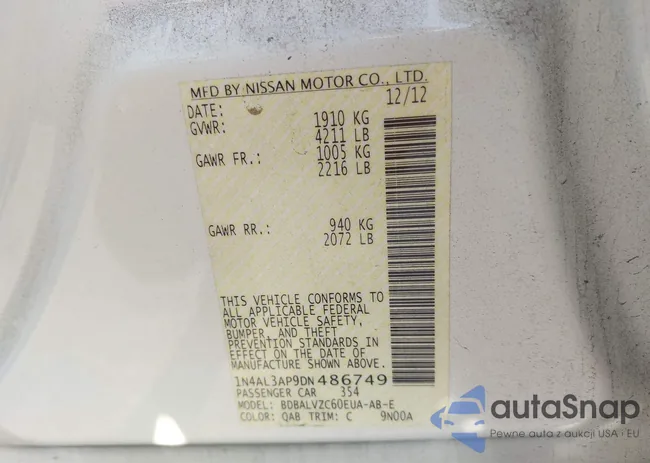 MFD BY NISSAN MOTOR CO., LTD.
DATE: 12/12
GVWR: 1910 KG
4211 LB
GAWR FR.: 1005 KG
2216 LB
GAWR RR.: 940 KG
2072 LB
THIS VEHICLE CONFORMS TO
ALL APPLICABLE FEDERAL
MOTOR VEHICLE SAFETY,
BUMPER, AND THEFT
PREVENTION STANDARDS IN
EFFECT ON THE DATE OF
MANUFACTURE SHOWN ABOVE.
1N4AL3AP9DN486749
PASSENGER CAR 354
MODEL: BDBALVZC60EUA-AB-E
COLOR: QAB TRIM: C 9N00A
autoSnap
Pewne auta z aukcji USA i EU